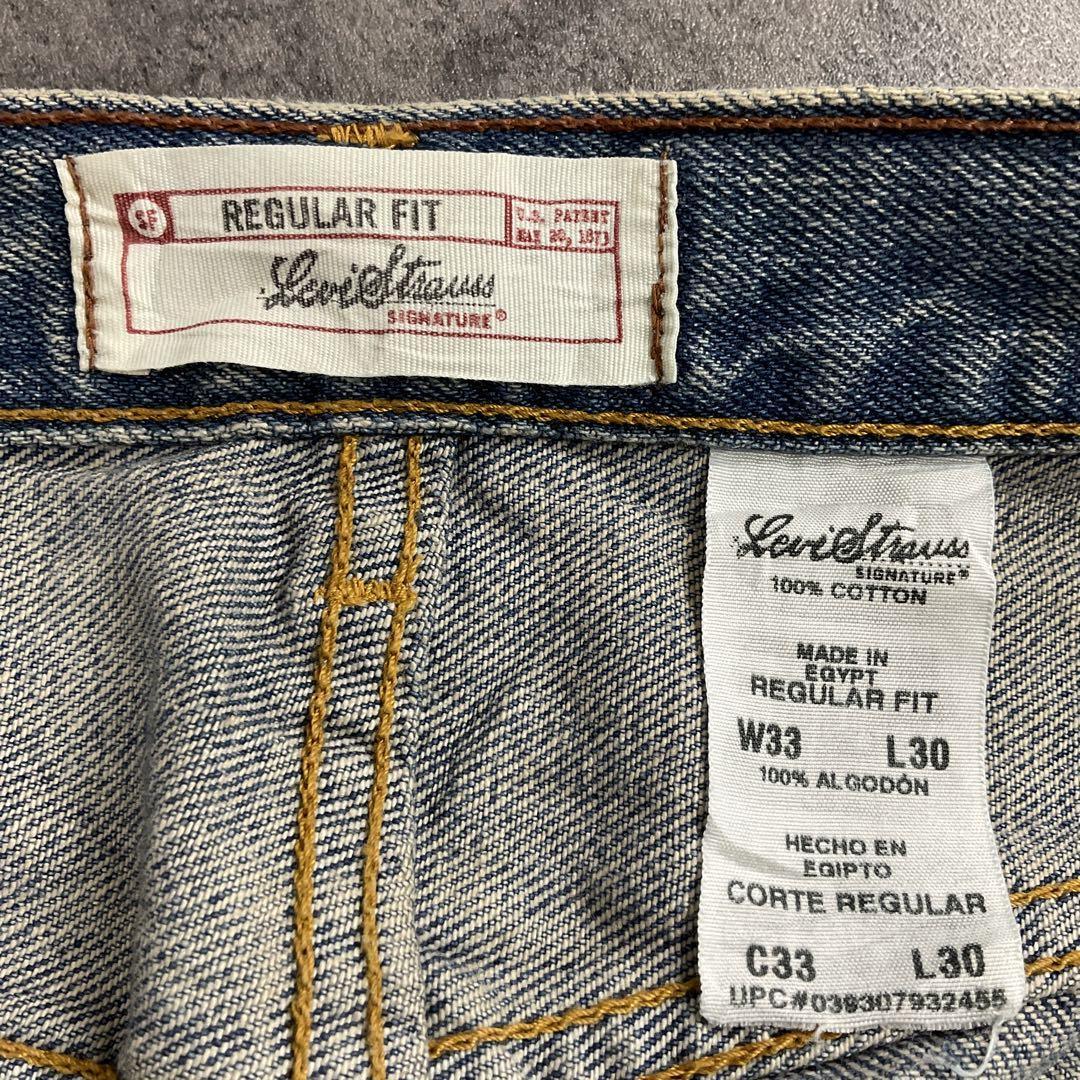 SF REGULAR FIT U.S. PATENT
MAY 20, 1873
Levi Strauss
SIGNATURE®
Levi Strauss
SIGNATURE®
100% COTTON
MADE IN
EGYPT
REGULAR FIT
W33 L30
100% ALGODÓN
HECHO EN
EGIPTO
CORTE REGULAR
C33 L30
UPC#039307932455